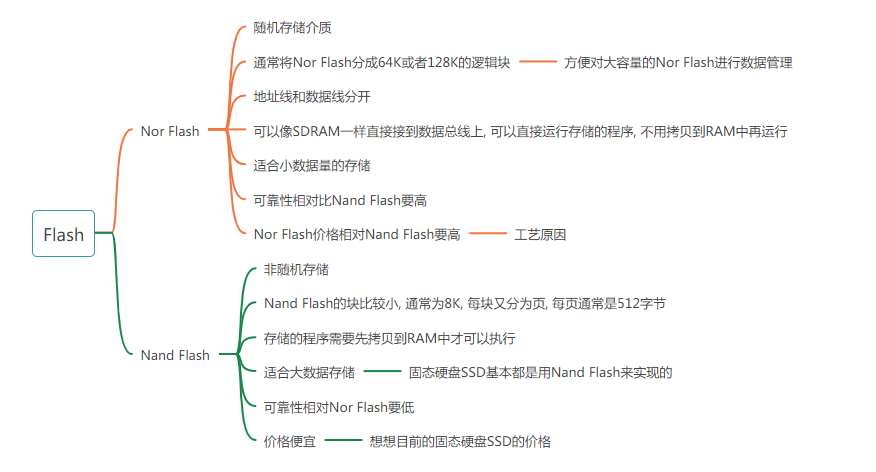 随机存储介质
通常将Nor Flash分成64K或者128K的逻辑块
方便对大容量的Nor Flash进行数据管理
地址线和数据线分开
Nor Flash
可以像SDRAM一样直接接到数据总线上, 可以直接运行存储的程序, 不用拷贝到RAM中再运行
适合小数据量的存储
可靠性相对比Nand Flash要高
Nor Flash价格相对Nand Flash要高
工艺原因
Flash
非随机存储
Nand Flash的块比较小, 通常为8K, 每块又分为页, 每页通常是512字节
存储的程序需要先拷贝到RAM中才可以执行
Nand Flash
适合大数据存储
固态硬盘SSD基本都是用Nand Flash来实现的
可靠性相对Nor Flash要低
价格便宜
想想目前的固态硬盘SSD的价格